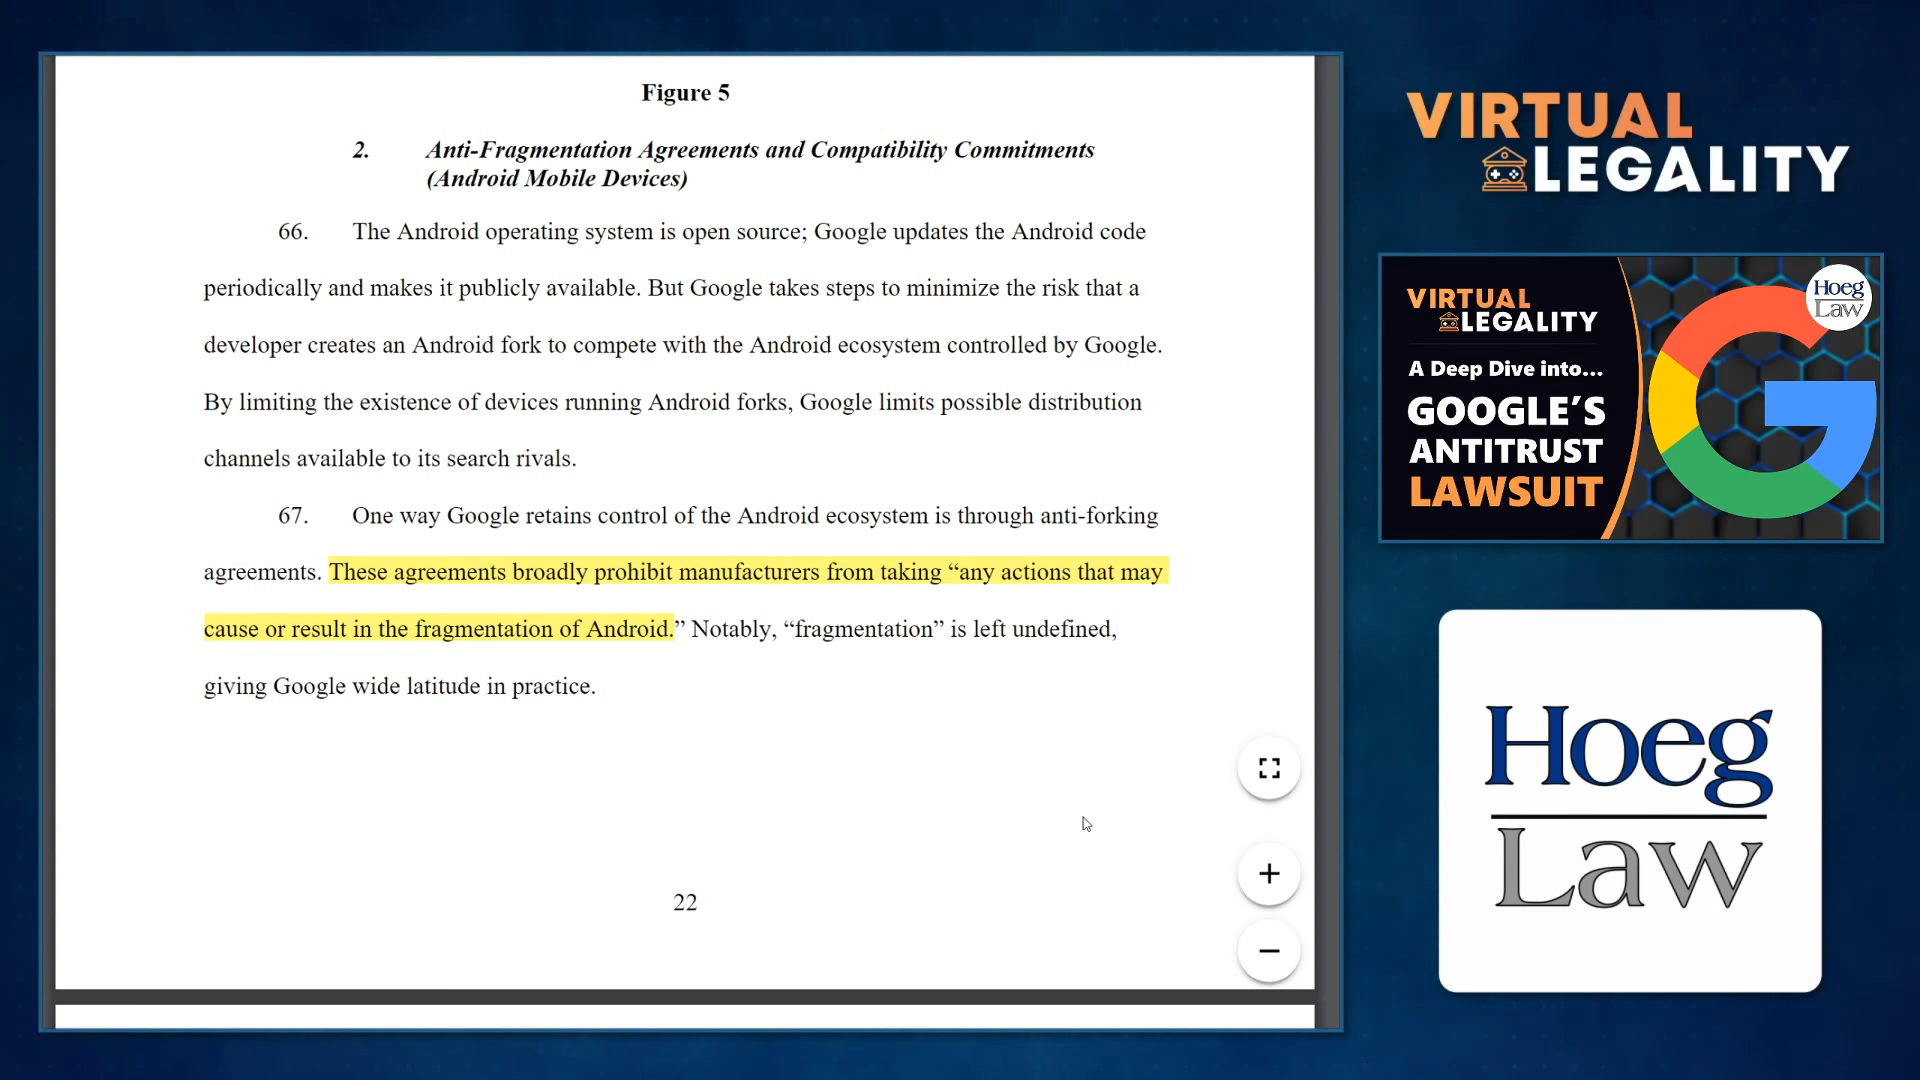 Figure 5
2. Anti-Fragmentation Agreements and Compatibility Commitments
(Android Mobile Devices)
66. The Android operating system is open source; Google updates the Android code
periodically and makes it publicly available. But Google takes steps to minimize the risk that a
developer creates an Android fork to compete with the Android ecosystem controlled by Google.
By limiting the existence of devices running Android forks, Google limits possible distribution
channels available to its search rivals.
67. One way Google retains control of the Android ecosystem is through anti-forking
agreements. These agreements broadly prohibit manufacturers from taking “any actions that may
cause or result in the fragmentation of Android.” Notably, “fragmentation” is left undefined,
giving Google wide latitude in practice.
22
VIRTUAL
LEGALITY
VIRTUAL
LEGALITY
A Deep Dive into...
GOOGLE’S
ANTITRUST
LAWSUIT
Hoeg
Law
Hoeg
Law